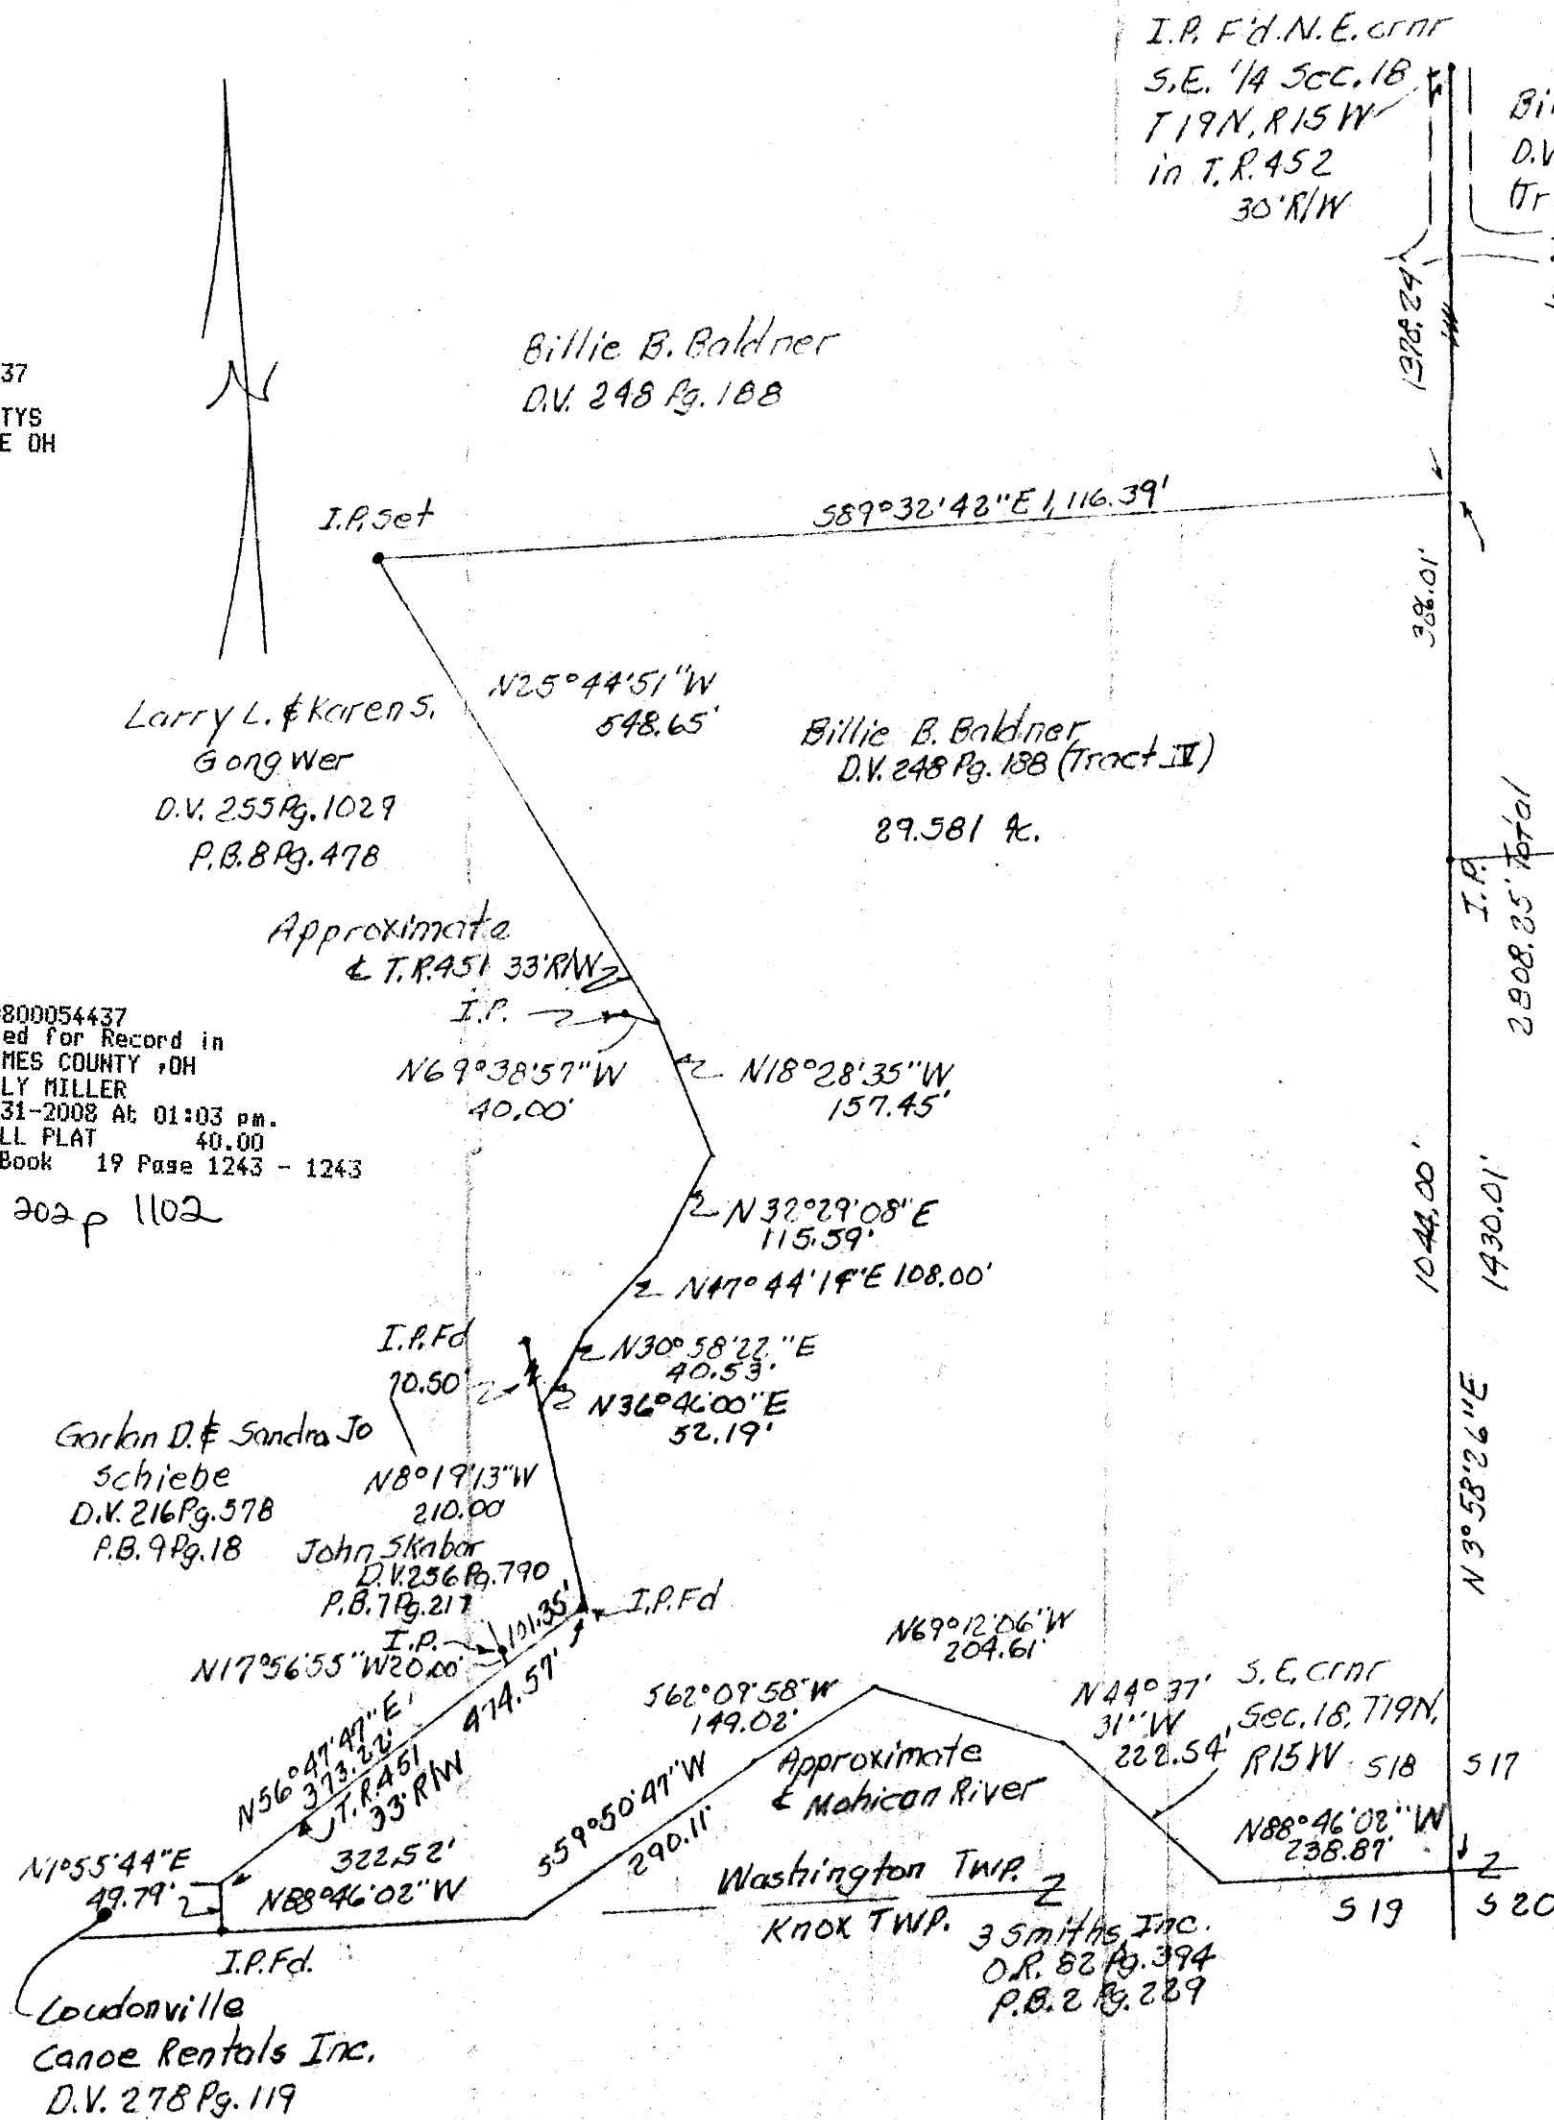 I.P. F'd. N.E. crnr
S.E. 1/4 Sec. 18
T19N, R15W
in T.R. 452
30' R/W
D.V
(Tr
1378.24'
Billie B. Baldner
D.V. 248 Pg. 188
37
TYS
E OH
N
I.P. Set
S89°32'42"E 1,116.39'
386.01'
N25°44'51"W
548.65'
Larry L. & Karen S.
Gongwer
D.V. 255 Pg. 1029
P.B. 8 Pg. 478
Billie B. Baldner
D.V. 248 Pg. 188 (Tract IV)
29.581 Ac.
I.P.
2808.25' Total
Approximate
℄ T.R. 451 33' R/W
I.P.
N69°38'57"W
40.00'
N18°28'35"W
157.45'
800054437
ed for Record in
MES COUNTY ,OH
LY MILLER
31-2008 At 01:03 pm.
LL PLAT 40.00
Book 19 Page 1243 - 1243
202 p 1102
N32°29'08"E
115.59'
N47°44'14"E 108.00'
1044.00'
1430.01'
N3°58'26"E
I.P. Fd
70.50'
N30°58'22"E
40.53'
N36°46'00"E
52.19'
Garlan D. & Sandra Jo
Schiebe
D.V. 216 Pg. 578
P.B. 9 Pg. 18
N8°19'13"W
210.00
John Skabar
D.V. 256 Pg. 790
P.B. 7 Pg. 217
I.P.
101.35'
I.P. Fd
N17°56'55"W 20.00'
474.57'
N56°47'47"E
373.22'
T.R. 451
33' R/W
N69°12'06"W
204.61'
S62°09'58"W
149.02'
N44°37'
31"W
222.54'
S.E. crnr
Sec. 18, T19N,
R15W
S18
S17
Approximate
℄ Mohican River
S59°50'47"W
290.11'
N88°46'02"W
238.87'
N1°55'44"E
49.79'
322.52'
N88°46'02"W
Washington Twp.
Knox TWP.
S19
S20
3 Smiths, Inc.
O.R. 82 Pg. 394
P.B. 2 Pg. 229
I.P. Fd.
Loudonville
Canoe Rentals Inc.
D.V. 278 Pg. 119